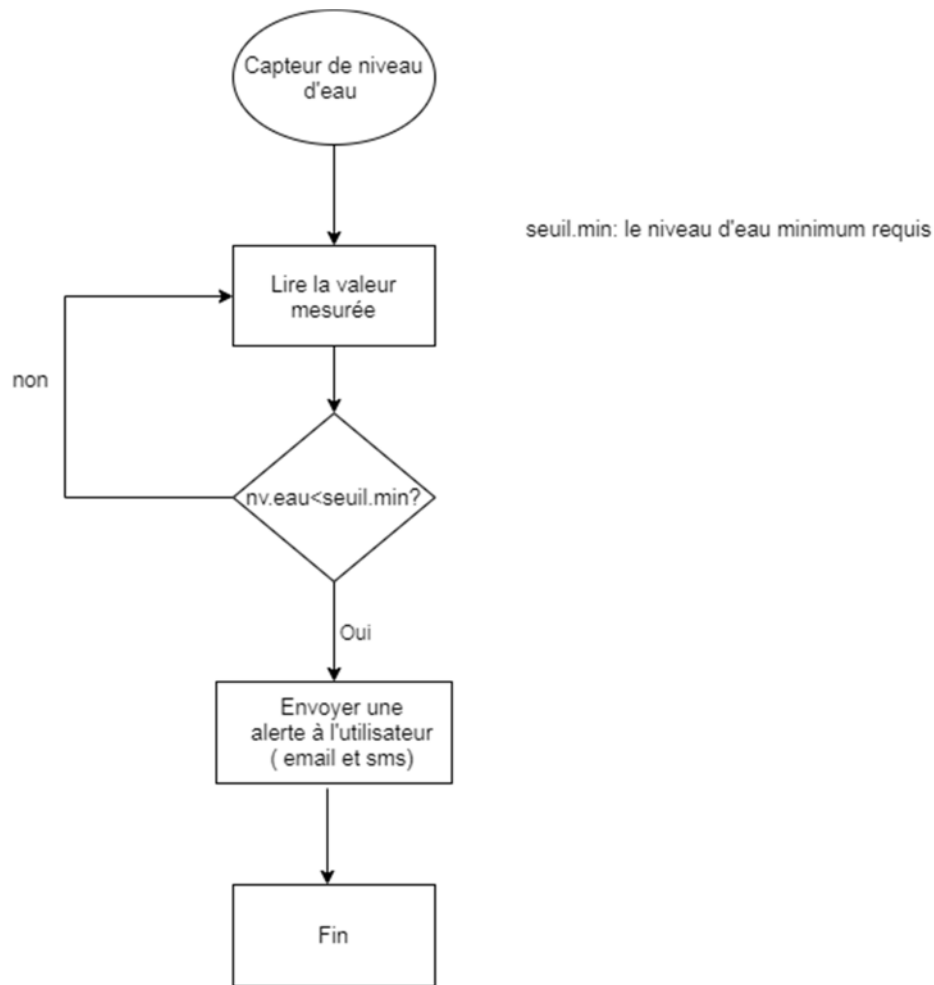 Capteur de niveau
d'eau
seuil.min: le niveau d'eau minimum requis
Lire la valeur
mesurée
non
nv.eau<seuil.min?
Oui
Envoyer une
alerte à l'utilisateur
( email et sms)
Fin